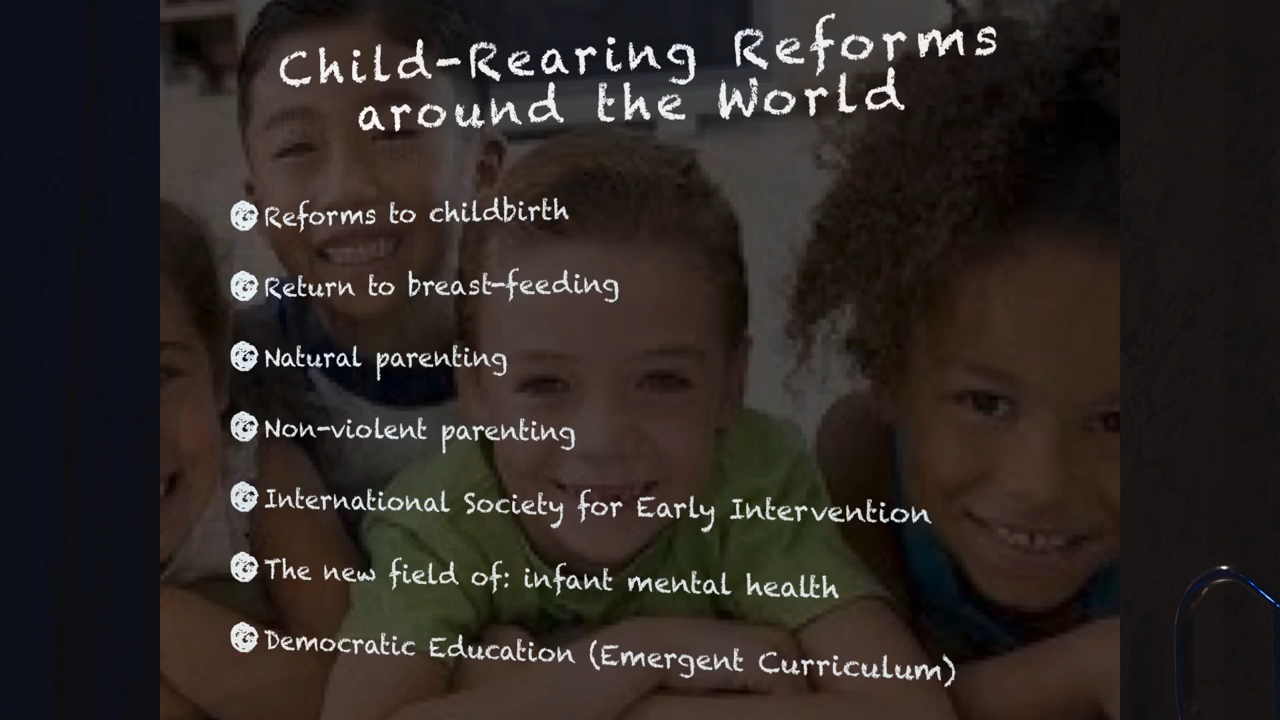 Child-Rearing Reforms
around the World
Reforms to childbirth
Return to breast-feeding
Natural parenting
Non-violent parenting
International Society for Early Intervention
The new field of: infant mental health
Democratic Education (Emergent Curriculum)